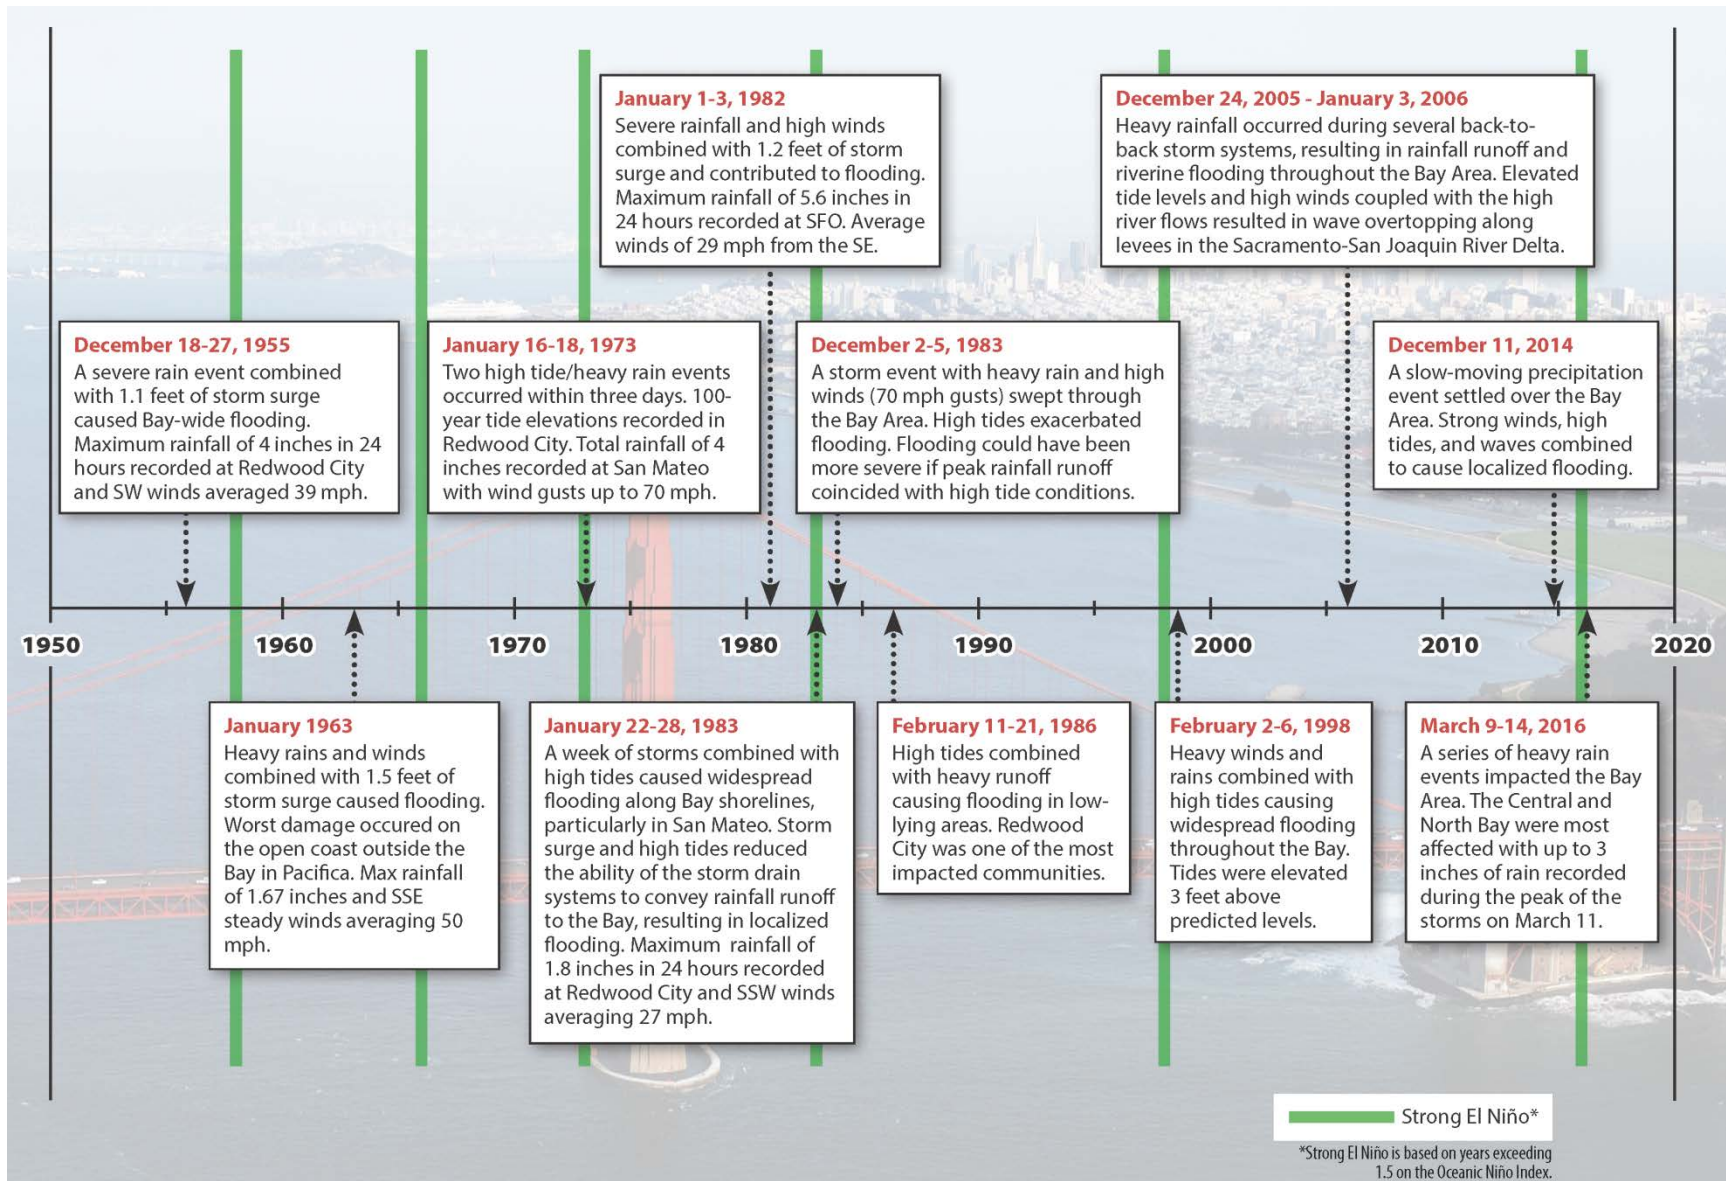 January 1-3, 1982
Severe rainfall and high winds
combined with 1.2 feet of storm
surge and contributed to flooding.
Maximum rainfall of 5.6 inches in
24 hours recorded at SFO. Average
winds of 29 mph from the SE.
December 24, 2005 - January 3, 2006
Heavy rainfall occurred during several back-to-
back storm systems, resulting in rainfall runoff and
riverine flooding throughout the Bay Area. Elevated
tide levels and high winds coupled with the high
river flows resulted in wave overtopping along
levees in the Sacramento-San Joaquin River Delta.
December 18-27, 1955
A severe rain event combined
with 1.1 feet of storm surge
caused Bay-wide flooding.
Maximum rainfall of 4 inches in 24
hours recorded at Redwood City
and SW winds averaged 39 mph.
January 16-18, 1973
Two high tide/heavy rain events
occurred within three days. 100-
year tide elevations recorded in
Redwood City. Total rainfall of 4
inches recorded at San Mateo
with wind gusts up to 70 mph.
December 2-5, 1983
A storm event with heavy rain and high
winds (70 mph gusts) swept through
the Bay Area. High tides exacerbated
flooding. Flooding could have been
more severe if peak rainfall runoff
coincided with high tide conditions.
December 11, 2014
A slow-moving precipitation
event settled over the Bay
Area. Strong winds, high
tides, and waves combined
to cause localized flooding.
1950 1960 1970 1980 1990 2000 2010 2020
January 1963
Heavy rains and winds
combined with 1.5 feet of
storm surge caused flooding.
Worst damage occured on
the open coast outside the
Bay in Pacifica. Max rainfall
of 1.67 inches and SSE
steady winds averaging 50
mph.
January 22-28, 1983
A week of storms combined with
high tides caused widespread
flooding along Bay shorelines,
particularly in San Mateo. Storm
surge and high tides reduced
the ability of the storm drain
systems to convey rainfall runoff
to the Bay, resulting in localized
flooding. Maximum rainfall of
1.8 inches in 24 hours recorded
at Redwood City and SSW winds
averaging 27 mph.
February 11-21, 1986
High tides combined
with heavy runoff
causing flooding in low-
lying areas. Redwood
City was one of the most
impacted communities.
February 2-6, 1998
Heavy winds and
rains combined with
high tides causing
widespread flooding
throughout the Bay.
Tides were elevated
3 feet above
predicted levels.
March 9-14, 2016
A series of heavy rain
events impacted the Bay
Area. The Central and
North Bay were most
affected with up to 3
inches of rain recorded
during the peak of the
storms on March 11.
Strong El Niño*
*Strong El Niño is based on years exceeding
1.5 on the Oceanic Niño Index.